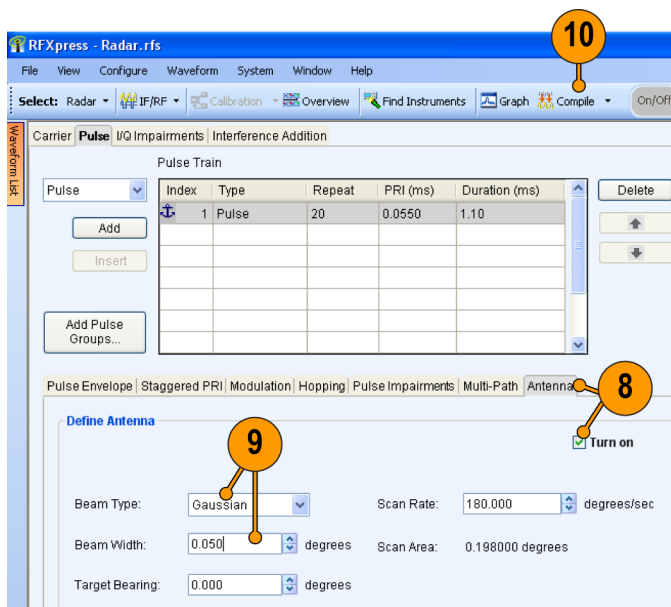 10
RFXpress - Radar.rfs
File View Configure Waveform System Window Help
Select: Radar IF/RF Calibration Overview Find Instruments Graph Compile On/Off
Waveform List
Carrier Pulse I/Q Impairments Interference Addition
Pulse Train
Pulse
Index Type Repeat PRI (ms) Duration (ms)
Delete
1 Pulse 20 0.0550 1.10
Add
Insert
Add Pulse
Groups...
Pulse Envelope Staggered PRI Modulation Hopping Pulse Impairments Multi-Path Antenna
8
Define Antenna
9
Turn on
Beam Type: Gaussian Scan Rate: 180.000 degrees/sec
Beam Width: 0.050 degrees Scan Area: 0.198000 degrees
Target Bearing: 0.000 degrees